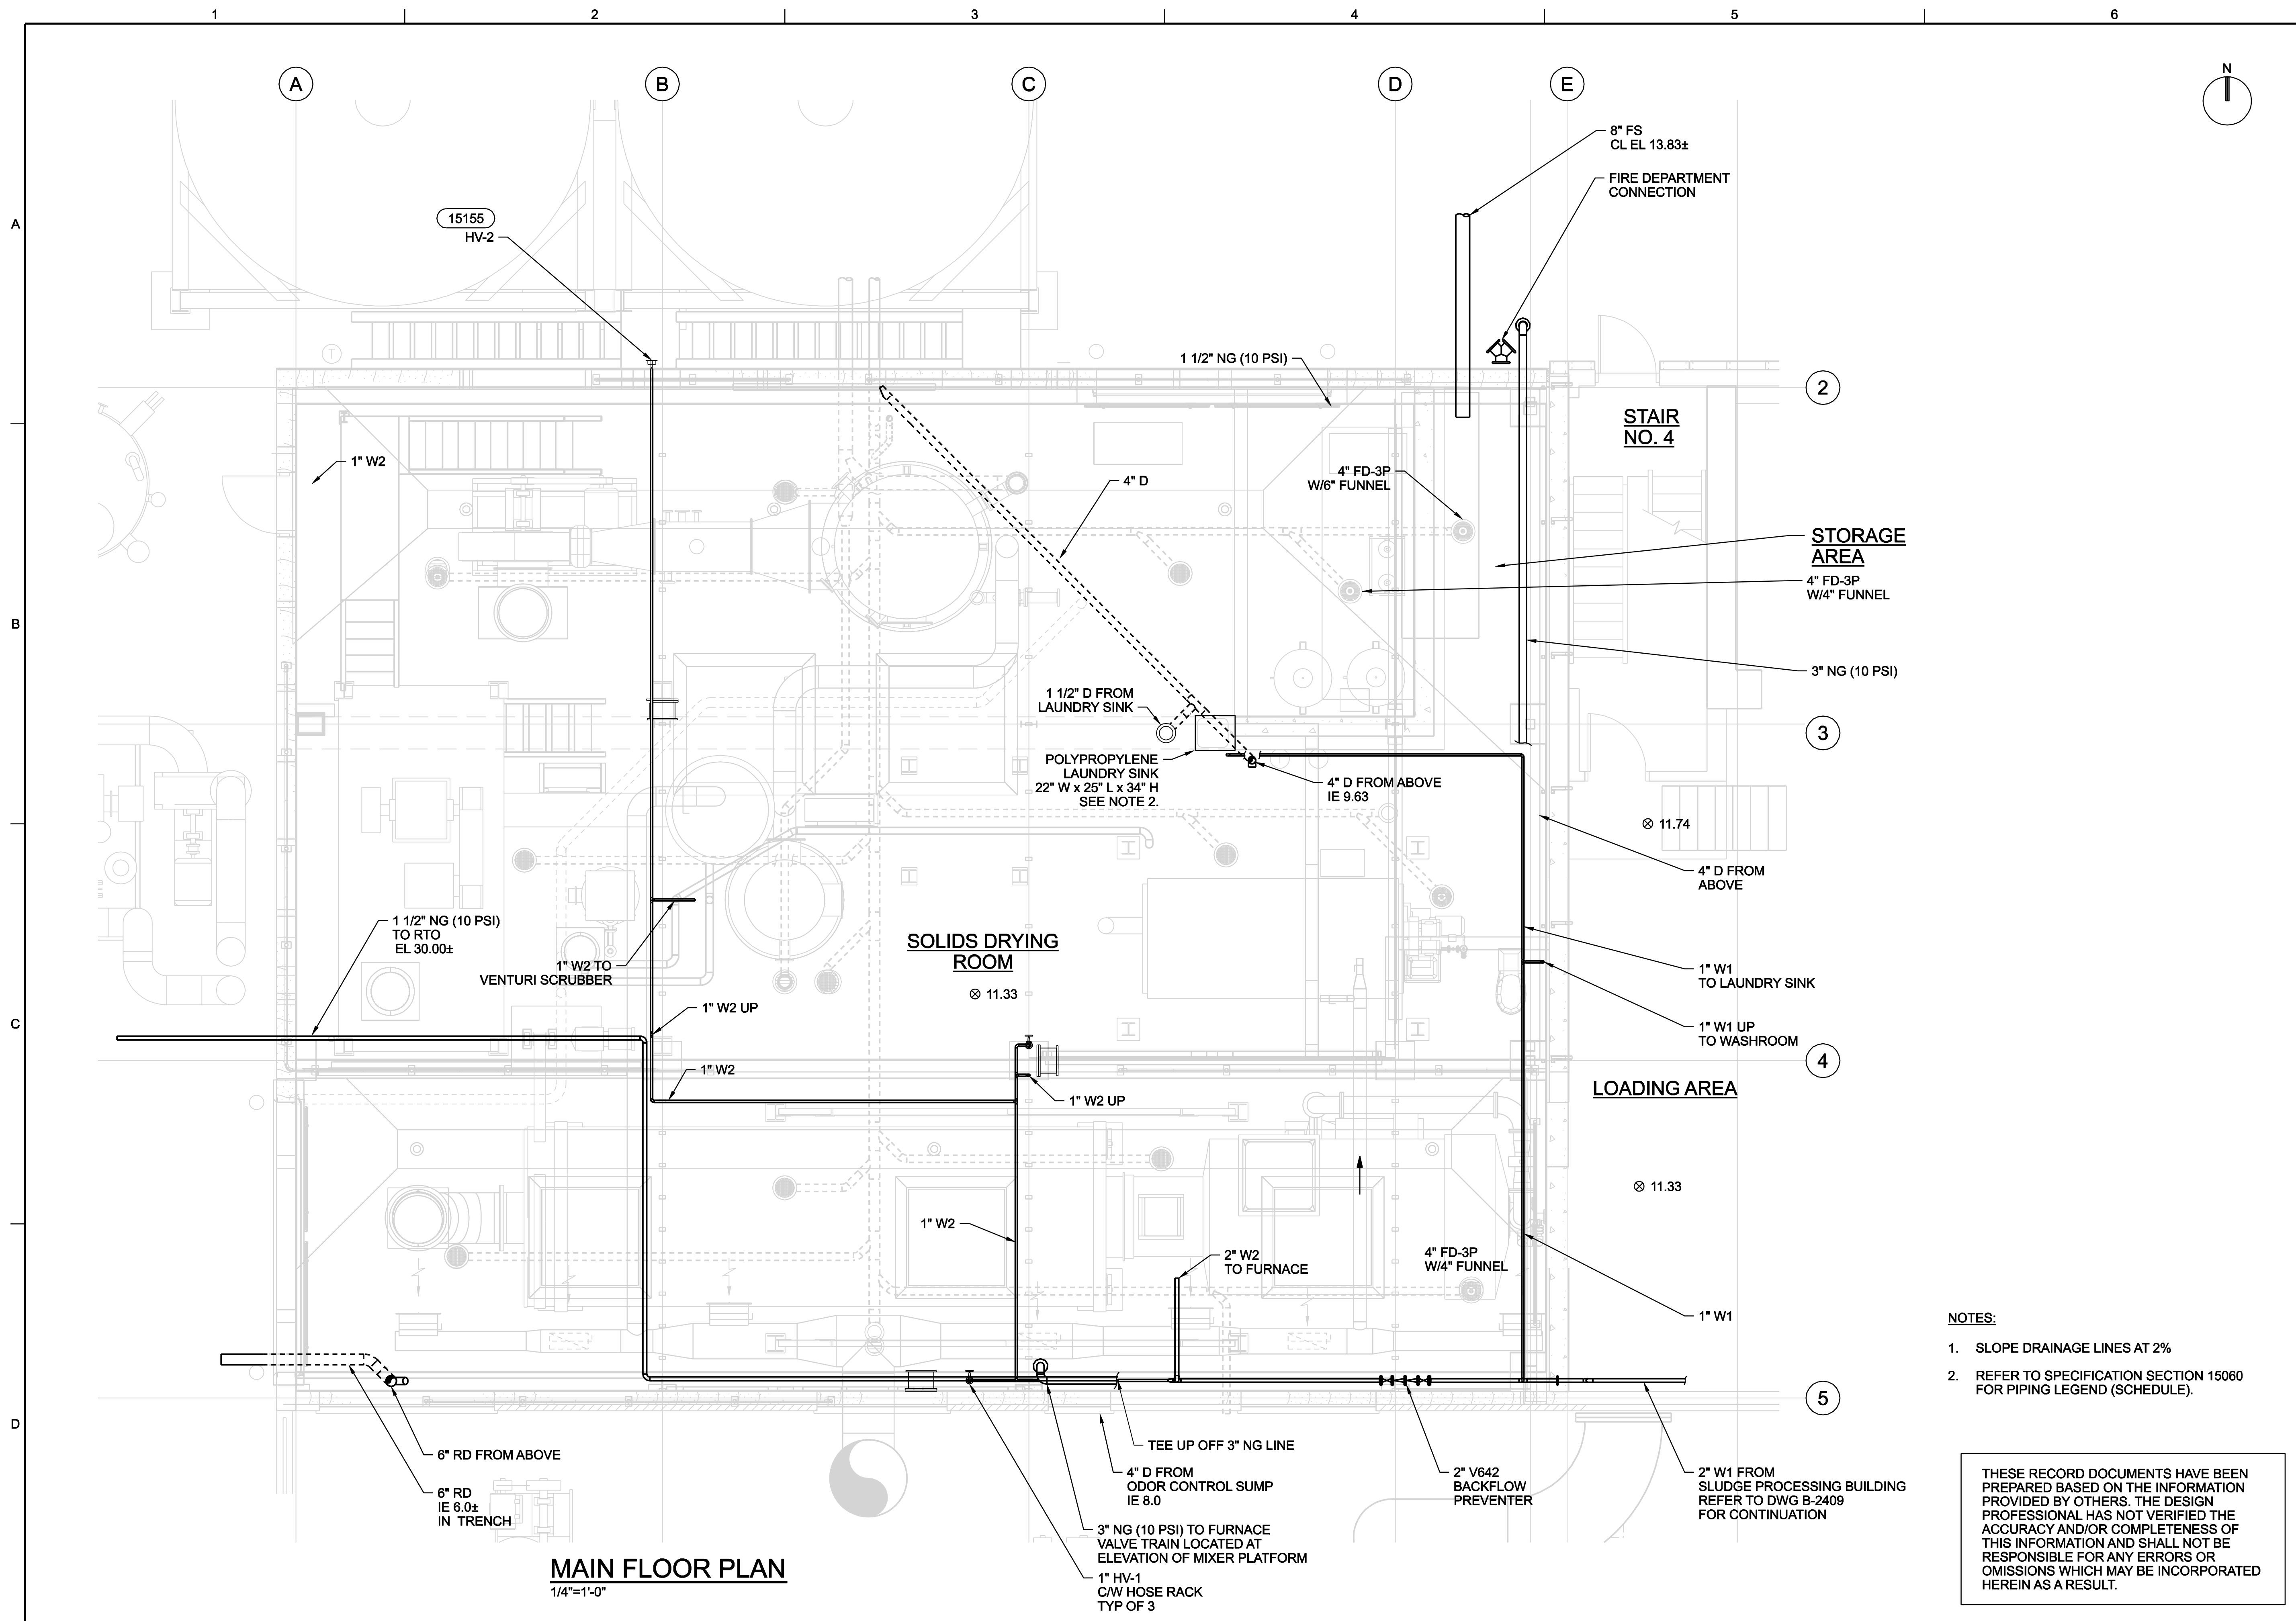 1
2
3
4
5
6
A
B
C
D
E
N
8" FS
CL EL 13.83±
FIRE DEPARTMENT
CONNECTION
A
15155
HV-2
T
1 1/2" NG (10 PSI)
2
STAIR
NO. 4
1" W2
4" D
4" FD-3P
W/6" FUNNEL
STORAGE
AREA
4" FD-3P
W/4" FUNNEL
B
3" NG (10 PSI)
1 1/2" D FROM
LAUNDRY SINK
3
POLYPROPYLENE
LAUNDRY SINK
22" W x 25" L x 34" H
SEE NOTE 2.
4" D FROM ABOVE
IE 9.63
11.74
4" D FROM
ABOVE
1 1/2" NG (10 PSI)
TO RTO
EL 30.00±
SOLIDS DRYING
ROOM
11.33
1" W2 TO
VENTURI SCRUBBER
1" W1
TO LAUNDRY SINK
1" W2 UP
C
1" W1 UP
TO WASHROOM
4
1" W2
1" W2 UP
LOADING AREA
11.33
1" W2
2" W2
TO FURNACE
4" FD-3P
W/4" FUNNEL
1" W1
NOTES:
1. SLOPE DRAINAGE LINES AT 2%
2. REFER TO SPECIFICATION SECTION 15060
FOR PIPING LEGEND (SCHEDULE).
5
D
6" RD FROM ABOVE
TEE UP OFF 3" NG LINE
6" RD
IE 6.0±
IN TRENCH
4" D FROM
ODOR CONTROL SUMP
IE 8.0
2" V642
BACKFLOW
PREVENTER
2" W1 FROM
SLUDGE PROCESSING BUILDING
REFER TO DWG B-2409
FOR CONTINUATION
3" NG (10 PSI) TO FURNACE
VALVE TRAIN LOCATED AT
ELEVATION OF MIXER PLATFORM
1" HV-1
C/W HOSE RACK
TYP OF 3
MAIN FLOOR PLAN
1/4"=1'-0"
THESE RECORD DOCUMENTS HAVE BEEN
PREPARED BASED ON THE INFORMATION
PROVIDED BY OTHERS. THE DESIGN
PROFESSIONAL HAS NOT VERIFIED THE
ACCURACY AND/OR COMPLETENESS OF
THIS INFORMATION AND SHALL NOT BE
RESPONSIBLE FOR ANY ERRORS OR
OMISSIONS WHICH MAY BE INCORPORATED
HEREIN AS A RESULT.